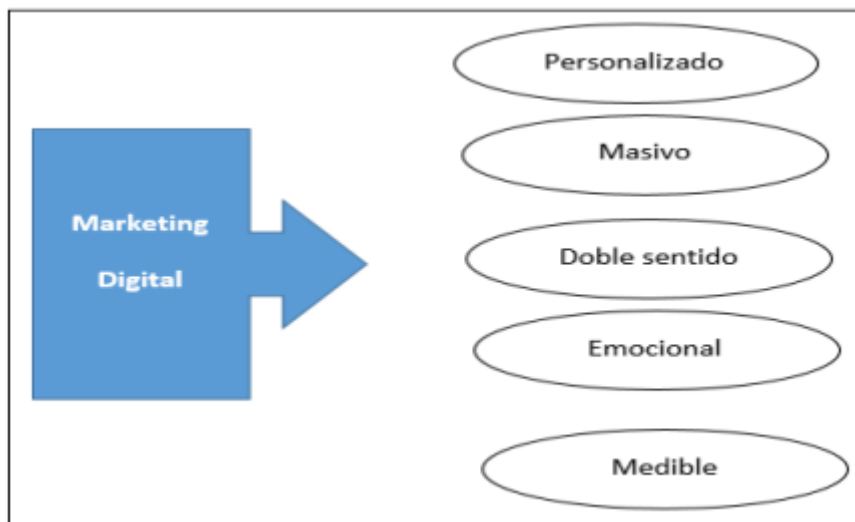 Marketing
Digital
Personalizado
Masivo
Doble sentido
Emocional
Medible